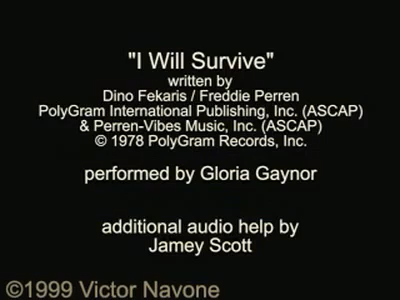 "I Will Survive"
written by
Dino Fekaris / Freddie Perren
PolyGram International Publishing, Inc. (ASCAP)
& Perren-Vibes Music, Inc. (ASCAP)
© 1978 PolyGram Records, Inc.
performed by Gloria Gaynor
additional audio help by
Jamey Scott
©1999 Victor Navone